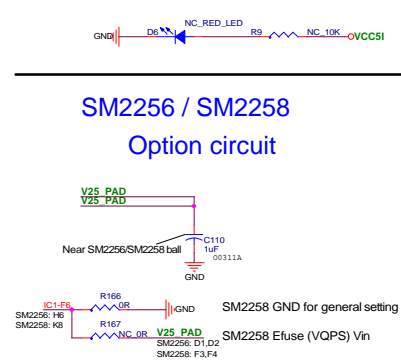 NC_RED_LED
GND D6 R9 NC_10K VCC5I
SM2256 / SM2258
Option circuit
V25_PAD
V25_PAD
Near SM2256/SM2258 ball
C110
1uF
O0311A
GND
R166
IC1-F6 0R GND SM2258 GND for general setting
SM2256: H6
SM2258: K8
R167
NC_0R V25_PAD SM2258 Efuse (VQPS) Vin
SM2256: D1,D2
SM2258: F3,F4